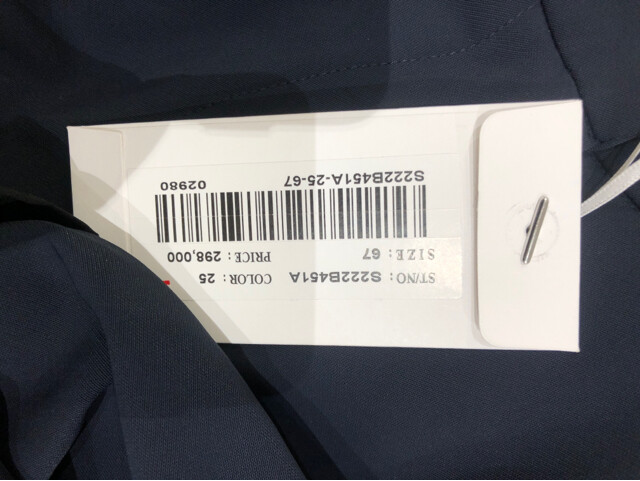 ST/NO: S222B451A COLOR: 25
SIZE: 67 PRICE: 298,000
S222B451A-25-67 02980